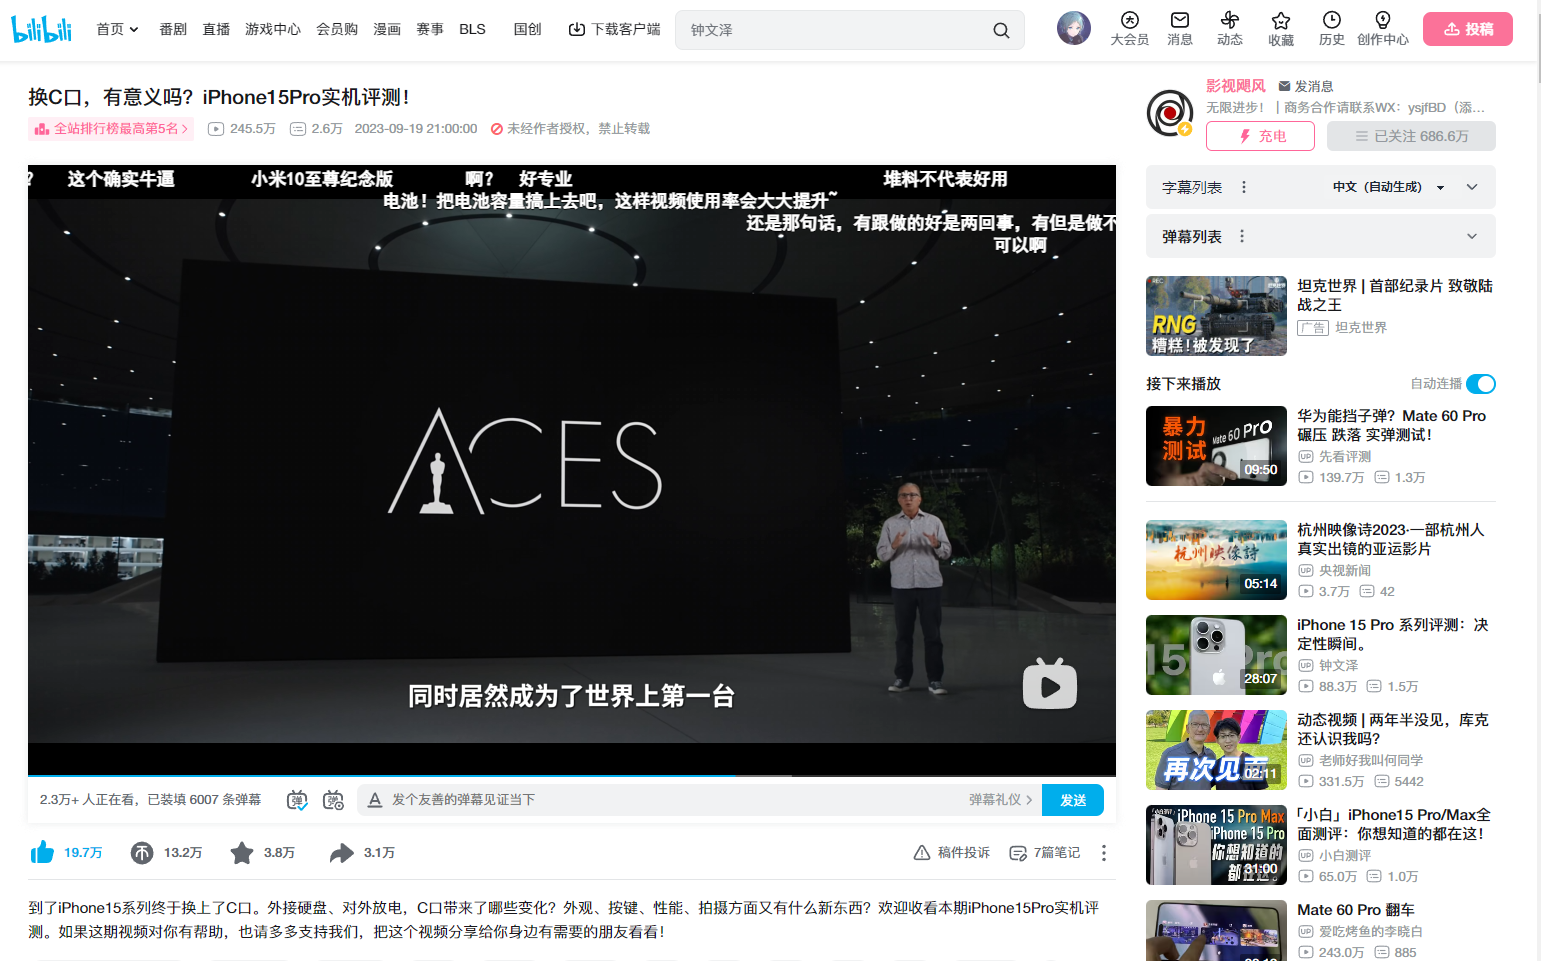 bilibili 首页 番剧 直播 游戏中心 会员购 漫画 赛事 BLS 国创 下载客户端 钟文泽 大会员 消息 动态 收藏 历史 创作中心 投稿
换C口，有意义吗？iPhone15Pro实机评测！
全站排行榜最高第5名 245.5万 2.6万 2023-09-19 21:00:00 未经作者授权，禁止转载
？ 这个确实牛逼 小米10至尊纪念版 啊？ 好专业 堆料不代表好用
电池！把电池容量搞上去吧，这样视频使用率会大大提升~
还是那句话，有跟做的好是两回事，有但是做不
可以啊
ACES
同时居然成为了世界上第一台
2.3万+ 人正在看，已装填 6007 条弹幕 发个友善的弹幕见证当下 弹幕礼仪 发送
19.7万 13.2万 3.8万 3.1万 稿件投诉 7篇笔记
到了iPhone15系列终于换上了C口。外接硬盘、对外放电，C口带来了哪些变化？外观、按键、性能、拍摄方面又有什么新东西？欢迎收看本期iPhone15Pro实机评
测。如果这期视频对你有帮助，也请多多支持我们，把这个视频分享给你身边有需要的朋友看看！
影视飓风 发消息
无限进步！ | 商务合作请联系WX：ysjfBD（添…
充电 已关注 686.6万
字幕列表 中文（自动生成）
弹幕列表
REC
RNG
糟糕!被发现了
坦克世界 | 首部纪录片 致敬陆
战之王
广告 坦克世界
接下来播放 自动连播
暴力
测试
Mate 60 Pro
09:50
华为能挡子弹？Mate 60 Pro
碾压 跌落 实弹测试！
UP 先看评测
139.7万 1.3万
杭州映像詩
05:14
杭州映像诗2023·一部杭州人
真实出镜的亚运影片
UP 央视新闻
3.7万 42
15 Pro
28:07
iPhone 15 Pro 系列评测：决
定性瞬间。
UP 钟文泽
88.3万 1.5万
再次见面
02:11
动态视频 | 两年半没见，库克
还认识我吗？
UP 老师好我叫何同学
331.5万 5442
iPhone 15 Pro Max
iPhone 15 Pro
你想知道的
都在这!
31:00
「小白」iPhone15 Pro/Max全
面测评：你想知道的都在这！
UP 小白测评
65.0万 1.0万
Mate 60 Pro 翻车
UP 爱吃烤鱼的李晓白
243.0万 885